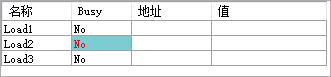 名称 Busy 地址 值
Load1 No
Load2 No
Load3 No